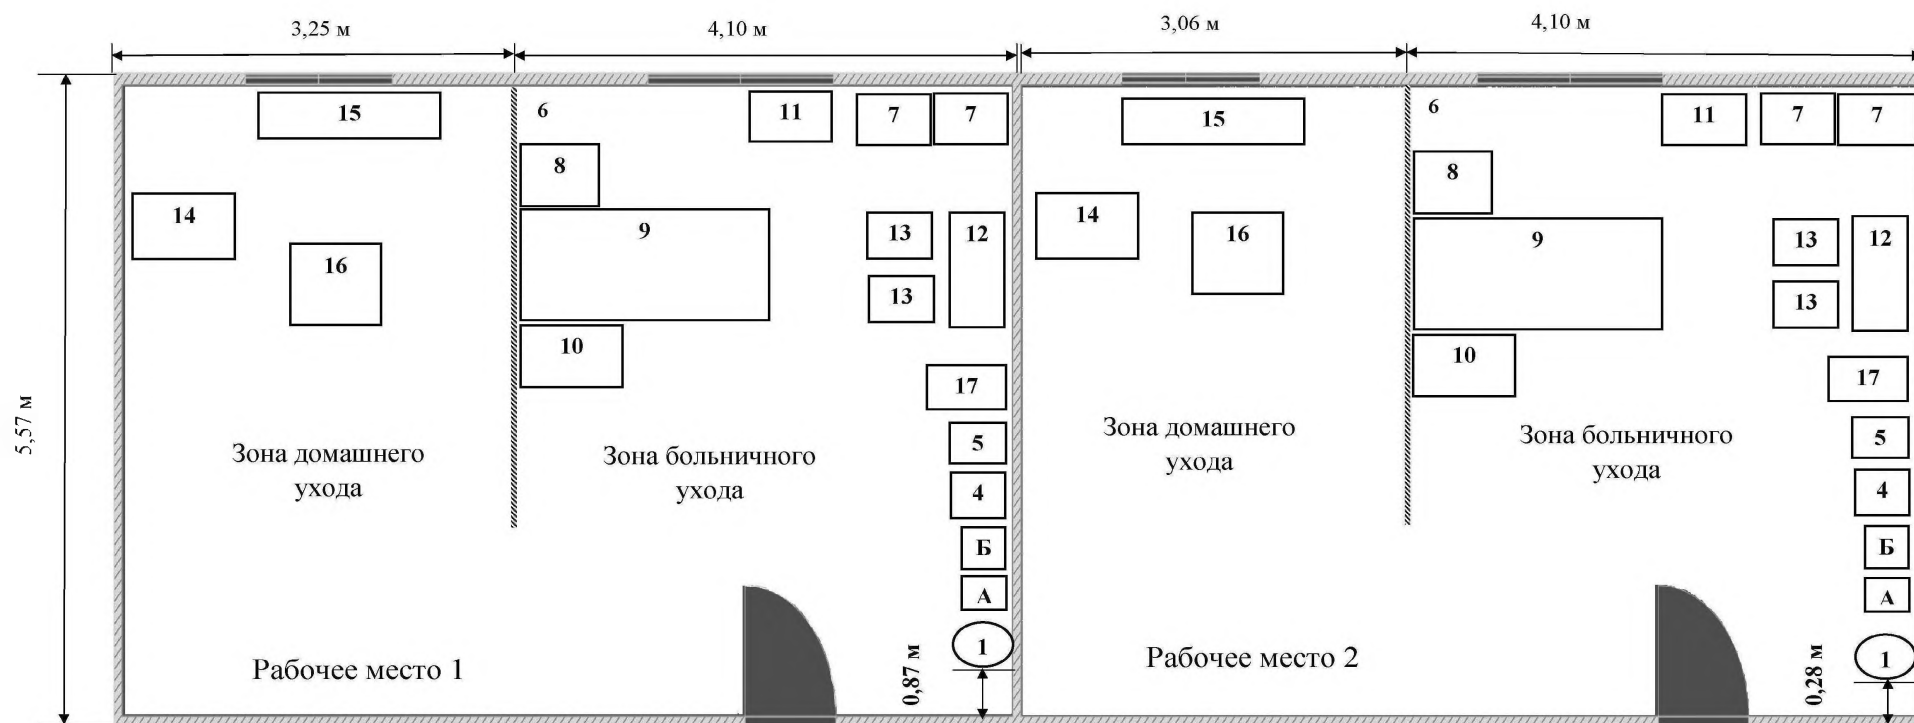 3,25 м
4,10 м
3,06 м
4,10 м
5,57 м
15
6
11
7
7
8
14
9
13
12
16
13
10
17
Зона домашнего
ухода
Зона больничного
ухода
5
4
Б
А
1
0,87 м
Рабочее место 1
15
6
11
7
7
8
14
16
9
13
12
13
10
17
Зона домашнего
ухода
Зона больничного
ухода
5
4
Б
А
1
0,28 м
Рабочее место 2